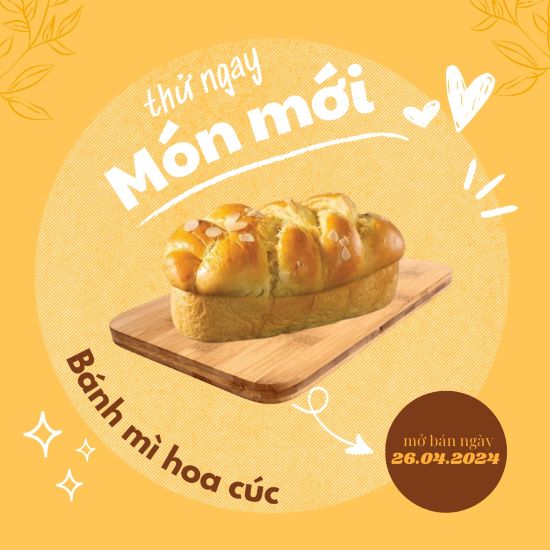 thử ngay
Món mới
Bánh mì hoa cúc
mở bán ngày
26.04.2024